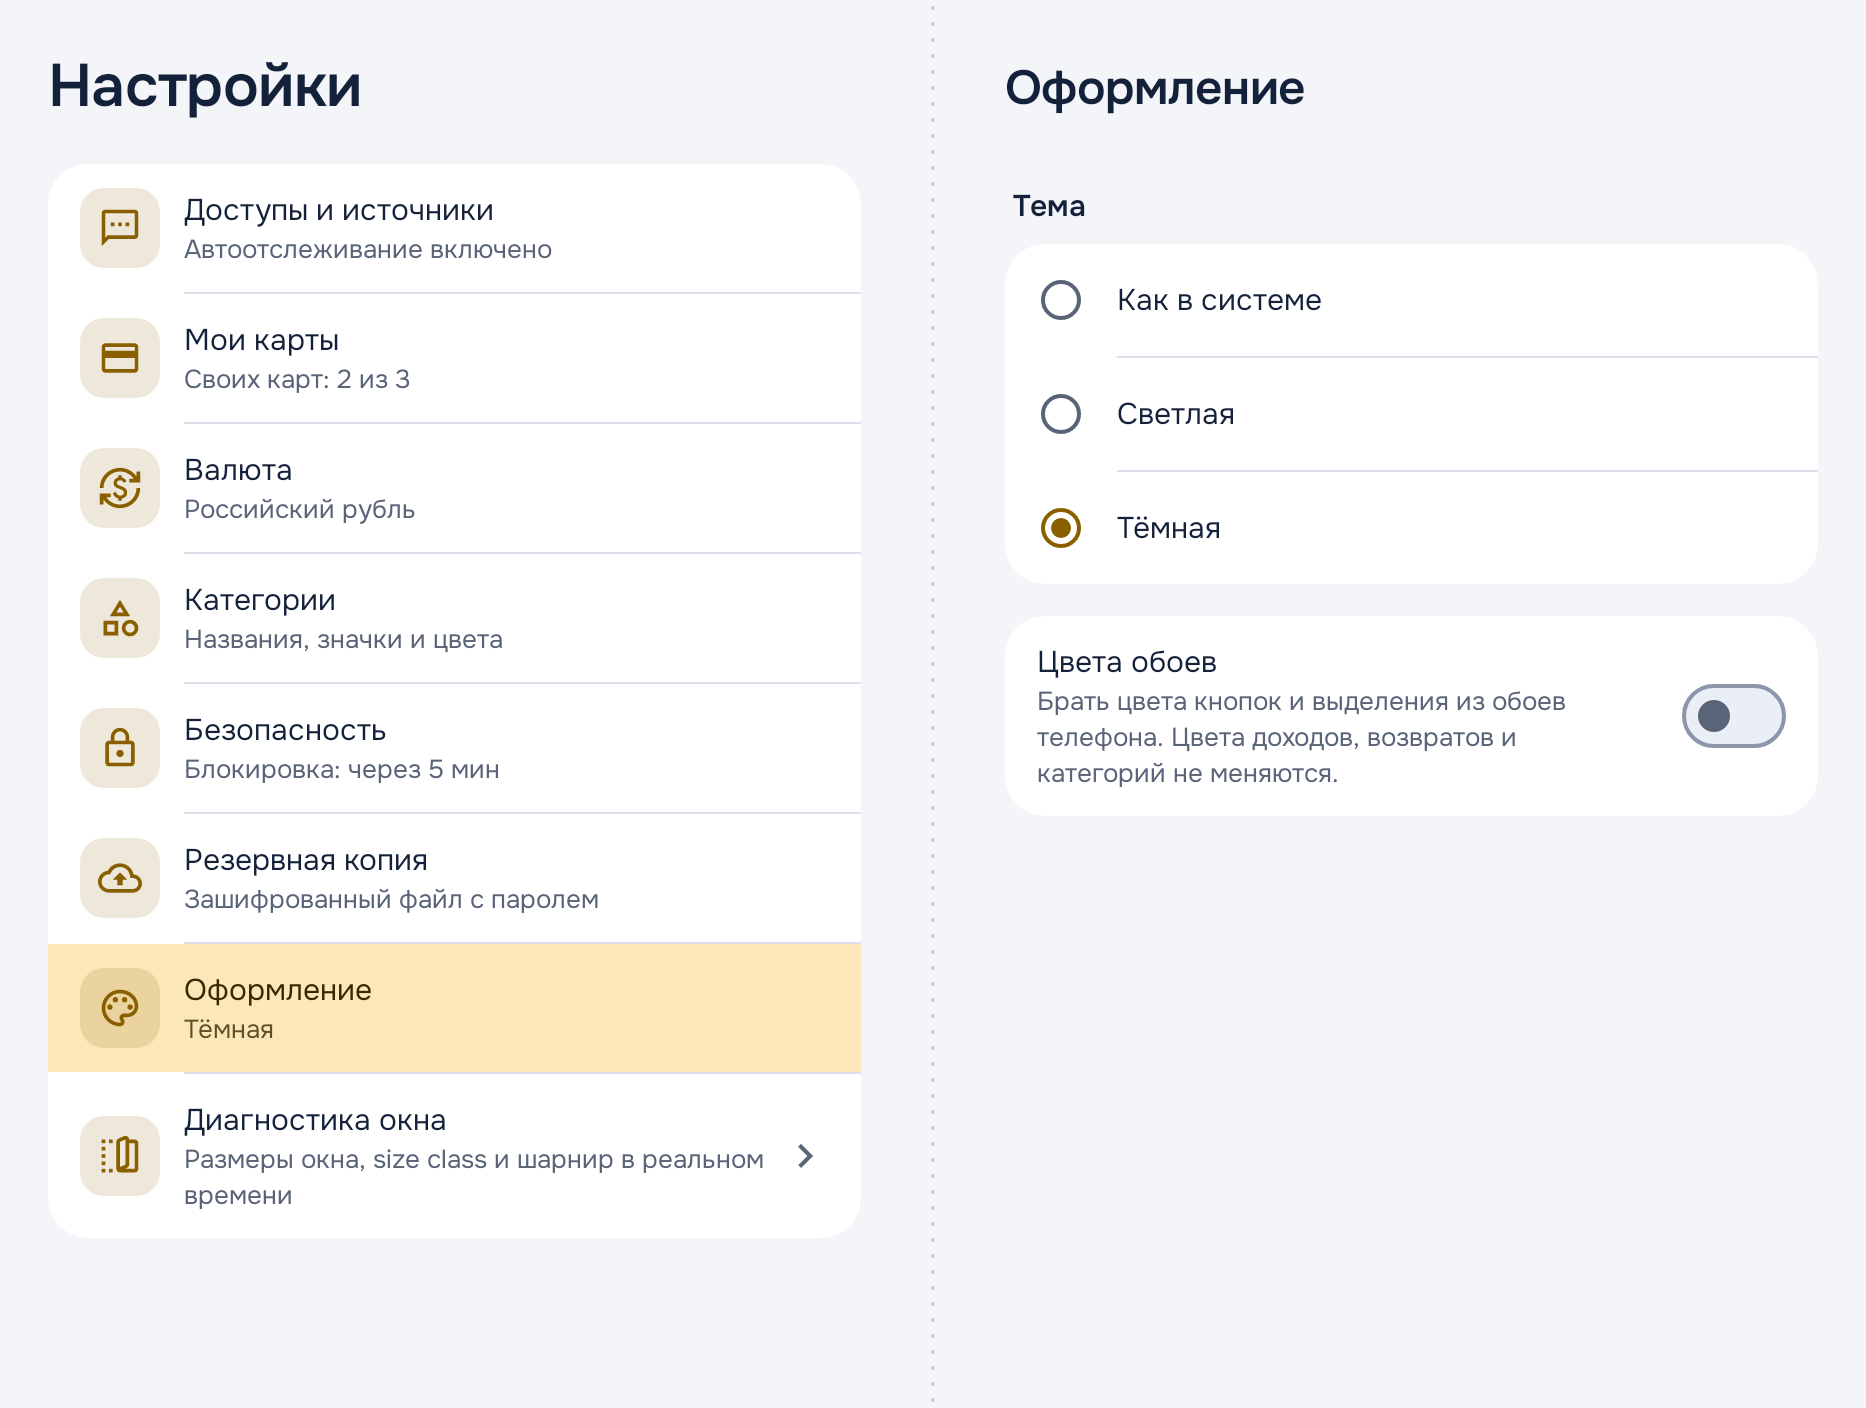 Настройки
Доступы и источники
Автоотслеживание включено
Мои карты
Своих карт: 2 из 3
Валюта
Российский рубль
Категории
Названия, значки и цвета
Безопасность
Блокировка: через 5 мин
Резервная копия
Зашифрованный файл с паролем
Оформление
Тёмная
Диагностика окна
Размеры окна, size class и шарнир в реальном
времени
Оформление
Тема
Как в системе
Светлая
Тёмная
Цвета обоев
Брать цвета кнопок и выделения из обоев
телефона. Цвета доходов, возвратов и
категорий не меняются.